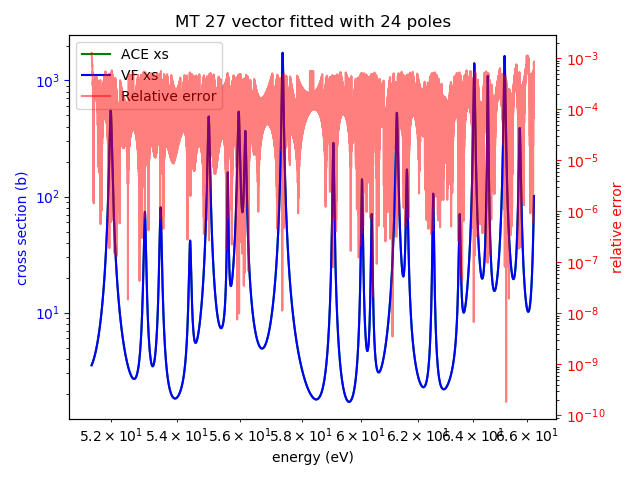 MT 27 vector fitted with 24 poles
ACE xs
VF xs
Relative error
cross section (b)
10³
10²
10¹
relative error
10⁻³
10⁻⁴
10⁻⁵
10⁻⁶
10⁻⁷
10⁻⁸
10⁻⁹
10⁻¹⁰
5.2 × 10¹ 5.4 × 10¹ 5.6 × 10¹ 5.8 × 10¹ 6 × 10¹ 6.2 × 10¹ 6.4 × 10¹ 6.6 × 10¹
energy (eV)